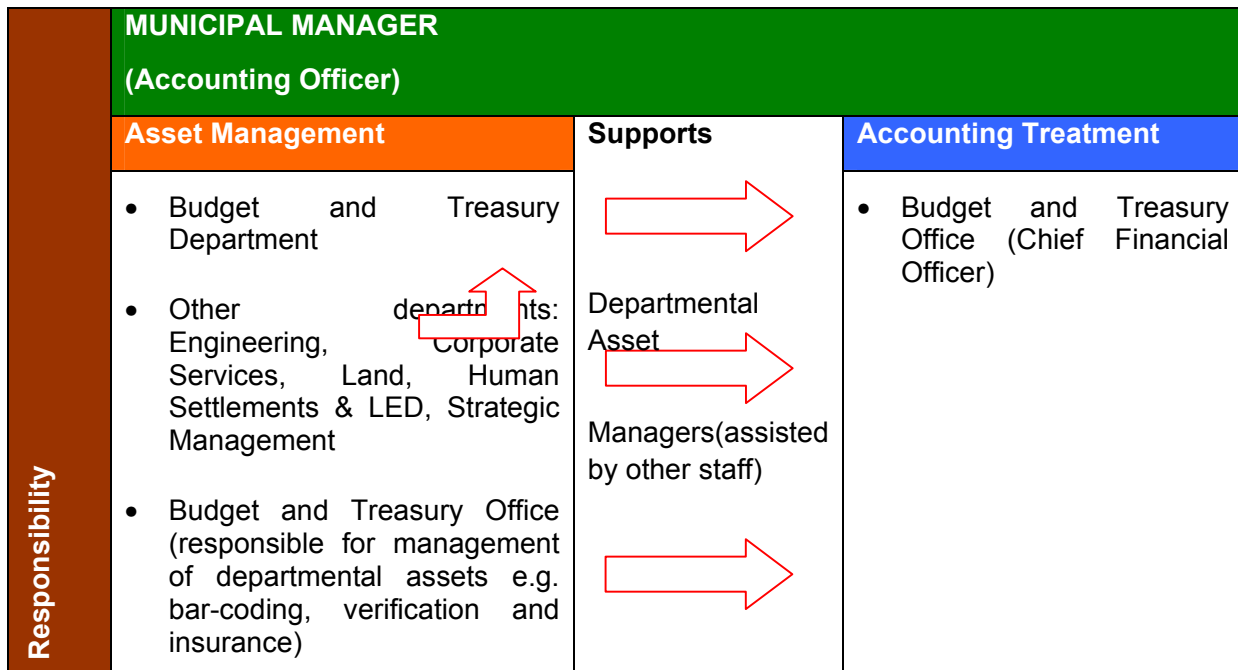 MUNICIPAL MANAGER
(Accounting Officer)
Asset Management
Supports
Accounting Treatment
Responsibility
• Budget and Treasury
Department
• Other departments:
Engineering, Corporate
Services, Land, Human
Settlements & LED, Strategic
Management
• Budget and Treasury Office
(responsible for management
of departmental assets e.g.
bar-coding, verification and
insurance)
Departmental
Asset
Managers(assisted
by other staff)
• Budget and Treasury
Office (Chief Financial
Officer)